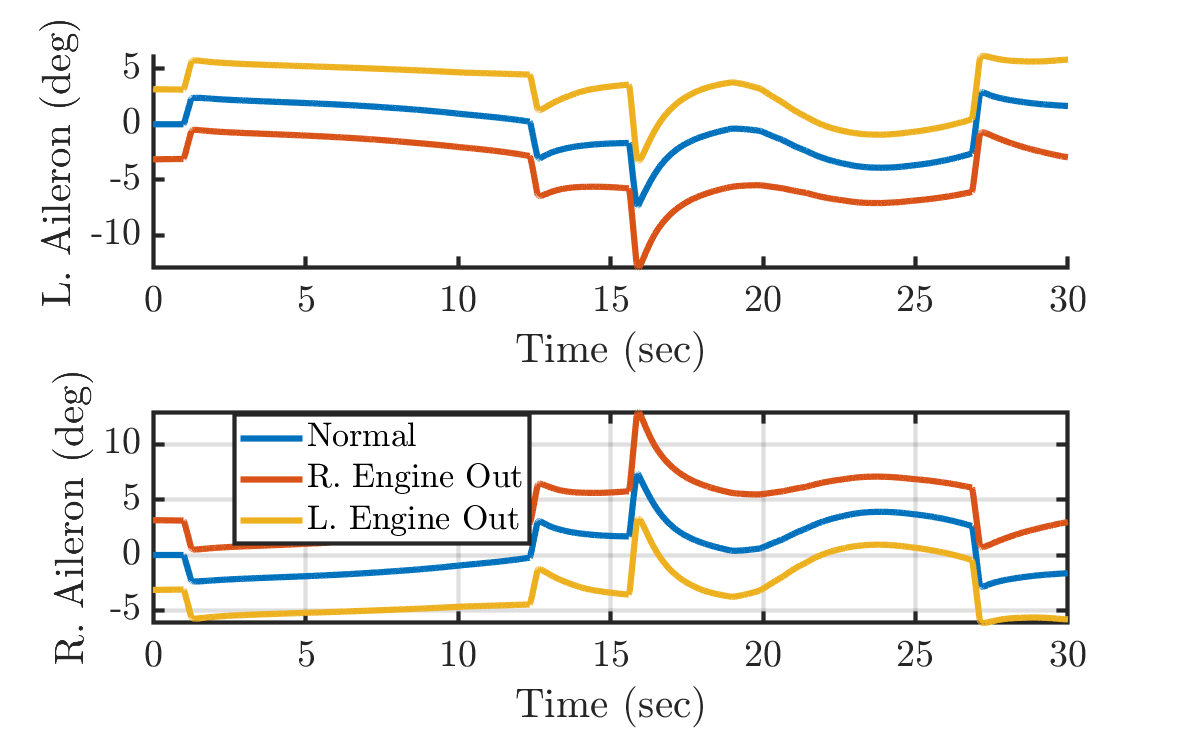 L. Aileron (deg)
5
0
-5
-10
0 5 10 15 20 25 30
Time (sec)
R. Aileron (deg)
10
5
0
-5
Normal
R. Engine Out
L. Engine Out
0 5 10 15 20 25 30
Time (sec)